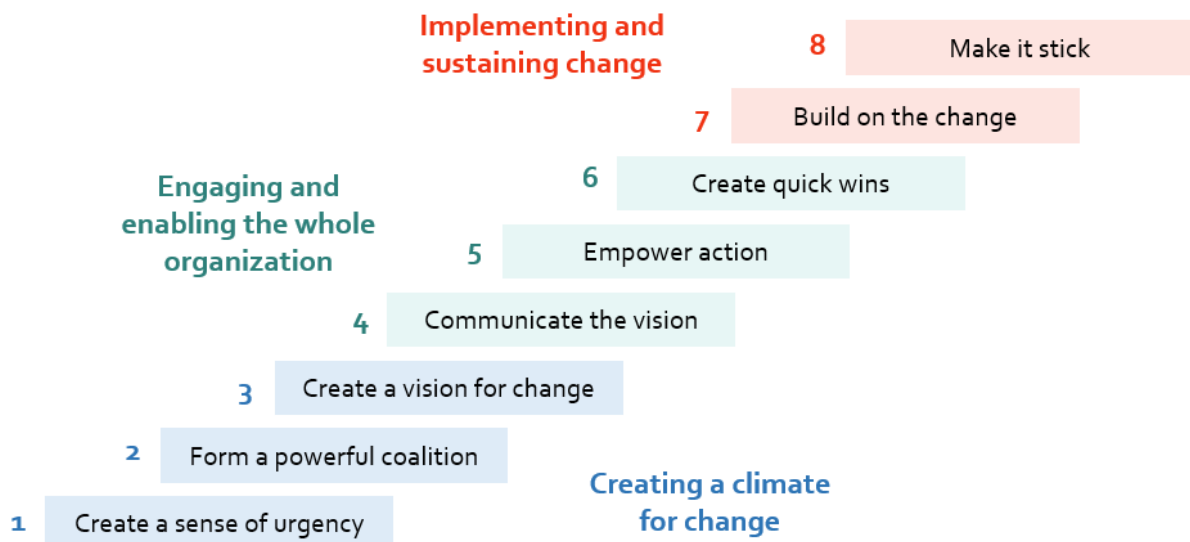 Implementing and
sustaining change
8 Make it stick
7 Build on the change
6 Create quick wins
Engaging and
enabling the whole
organization
5 Empower action
4 Communicate the vision
3 Create a vision for change
2 Form a powerful coalition
Creating a climate
for change
1 Create a sense of urgency